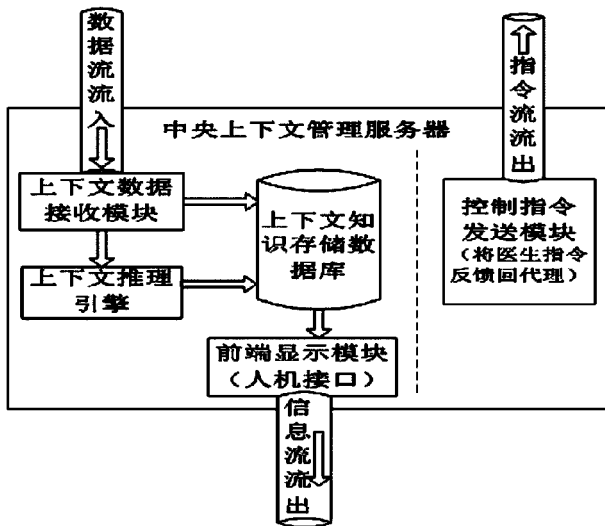 数据流流入
指令流流出
中央上下文管理服务器
上下文数据
接收模块
上下文知
识存储数
据库
控制指令
发送模块
（将医生指令
反馈回代理）
上下文推理
引擎
前端显示模块
（人机接口）
信息流流出